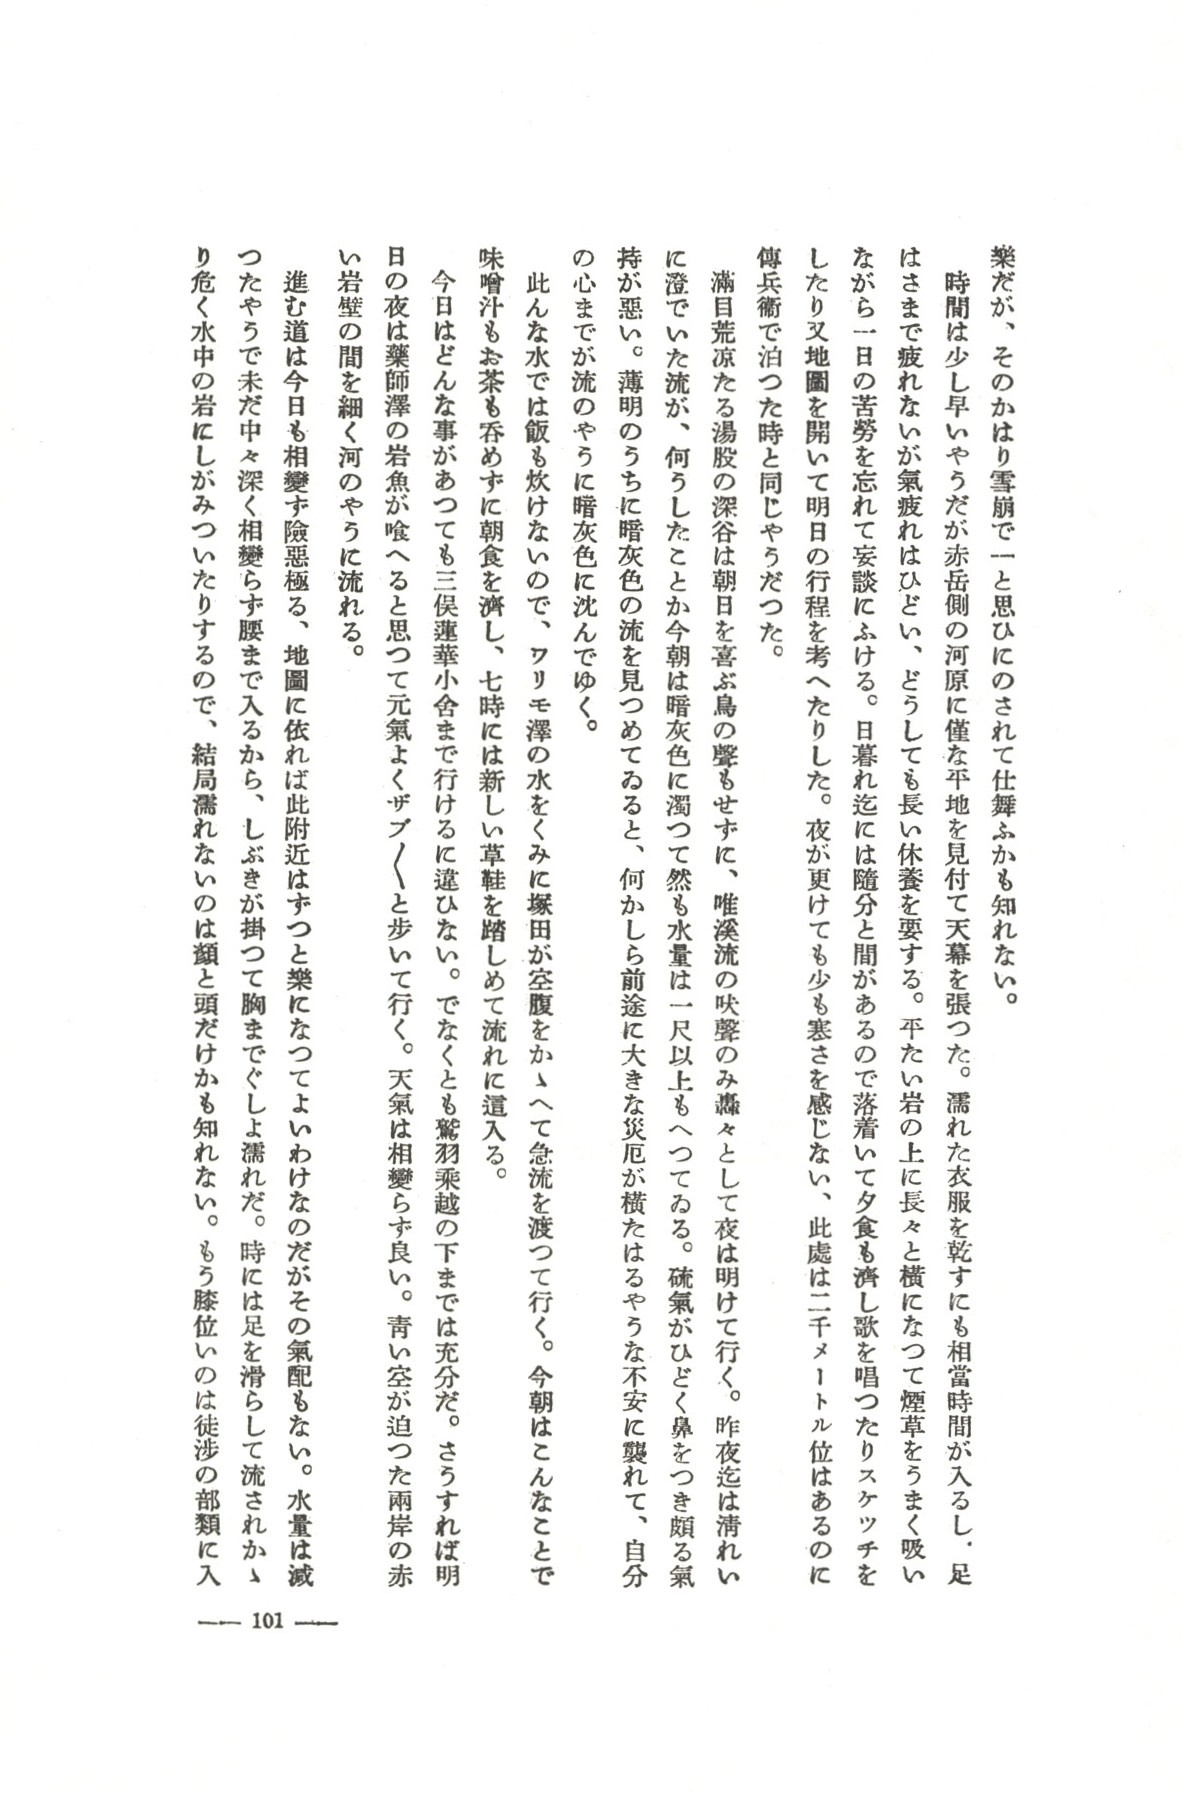 樂だが、そのかはり雪崩で一と思ひにのされて仕舞ふかも知れない。
時間は少し早いやうだが赤岳側の河原に僅な平地を見付て天幕を張つた。濡れた衣服を乾すにも相當時間が入るし、足
はさまで疲れないが氣疲れはひどい、どうしても長い休養を要する。平たい岩の上に長々と横になつて煙草をうまく吸い
ながら一日の苦勞を忘れて妄談にふける。日暮れ迄には隨分と間があるので落着いて夕食も濟し歌を唱つたりスケツチを
したり又地圖を開いて明日の行程を考へたりした。夜が更けても少も寒さを感じない、此處は二千メートル位はあるのに
傳兵衞で泊つた時と同じやうだつた。
滿目荒凉たる湯股の深谷は朝日を喜ぶ鳥の聲もせずに、唯溪流の吠聲のみ轟々として夜は明けて行く。昨夜迄は淸れい
に澄でいた流が、何うしたことか今朝は暗灰色に濁つて然も水量は一尺以上もへつてゐる。硫氣がひどく鼻をつき頗る氣
持が惡い。薄明のうちに暗灰色の流を見つめてゐると、何かしら前途に大きな災厄が橫たはるやうな不安に襲れて、自分
の心までが流のやうに暗灰色に沈んでゆく。
此んな水では飯も炊けないので、ワリモ澤の水をくみに塚田が空腹をかゝへて急流を渡つて行く。今朝はこんなことで
味噌汁もお茶も呑めずに朝食を濟し、七時には新しい草鞋を踏しめて流れに這入る。
今日はどんな事があつても三俣蓮華小舍まで行けるに違ひない。でなくとも鷲羽乘越の下までは充分だ。さうすれば明
日の夜は藥師澤の岩魚が喰へると思つて元氣よくザブ〱と步いて行く。天氣は相變らず良い。靑い空が迫つた兩岸の赤
い岩壁の間を細く河のやうに流れる。
進む道は今日も相變ず險惡極る、地圖に依れば此附近はずつと樂になつてよいわけなのだがその氣配もない。水量は減
つたやうで未だ中々深く相變らず腰まで入るから、しぶきが掛つて胸までぐしよ濡れだ。時には足を滑らして流されかゝ
り危く水中の岩にしがみついたりするので、結局濡れないのは顏と頭だけかも知れない。もう膝位いのは徒涉の部類に入
—— 101 ——